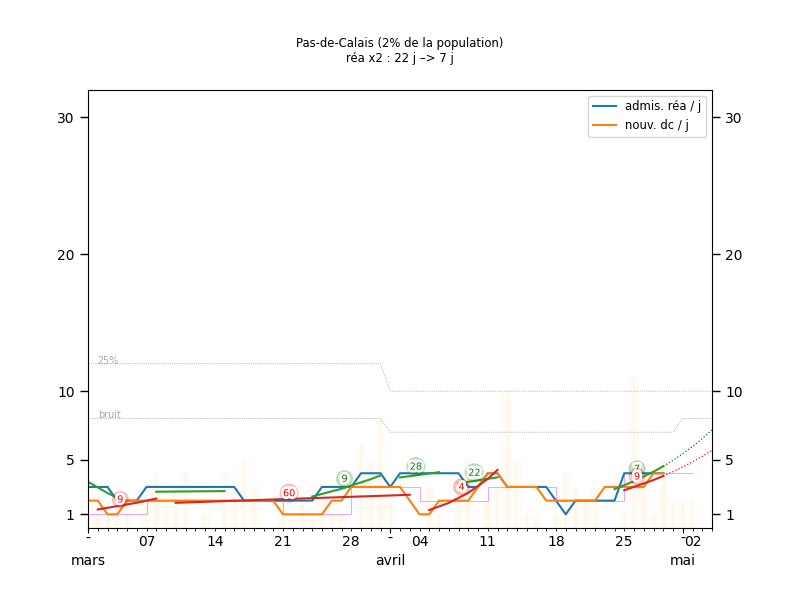 Pas-de-Calais (2% de la population)
réa x2 : 22 j –> 7 j
admis. réa / j
nouv. dc / j
30 30
20 20
25%
10 10
bruit
5 9 28 22 7 5
9 60 4 9
1 1
- 07 14 21 28 - 04 11 18 25 02
mars avril mai